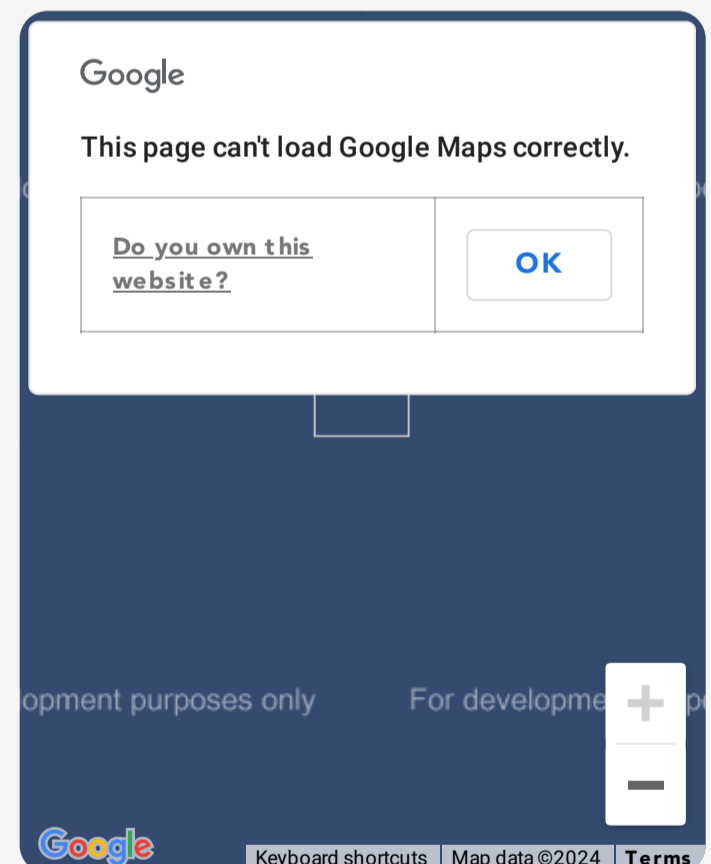 Google
This page can't load Google Maps correctly.
Do you own this
website?
OK
opment purposes only
For developme
Google
Keyboard shortcuts
Map data ©2024
Terms